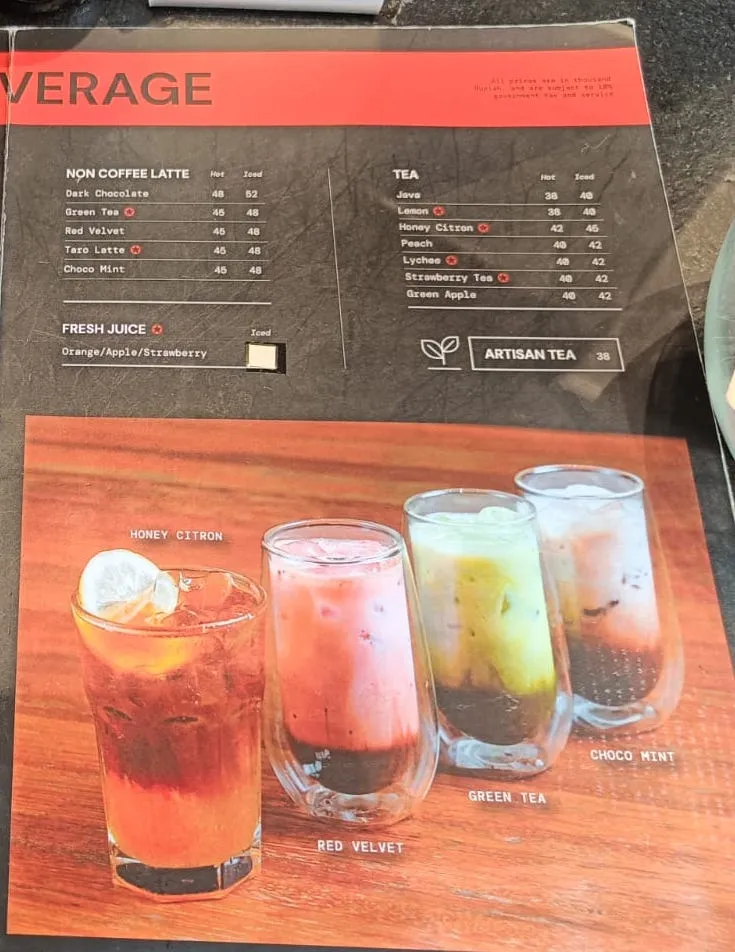 VERAGE
All prices are in thousand
Rupiah, and are subject to 10%
government tax and service
NON COFFEE LATTE Hot Iced
Dark Chocolate 48 52
Green Tea 45 48
Red Velvet 45 48
Taro Latte 45 48
Choco Mint 45 48
FRESH JUICE Iced
Orange/Apple/Strawberry
TEA Hot Iced
Java 38 40
Lemon 38 40
Honey Citron 42 45
Peach 40 42
Lychee 40 42
Strawberry Tea 40 42
Green Apple 40 42
ARTISAN TEA 38
HONEY CITRON
RED VELVET
GREEN TEA
CHOCO MINT